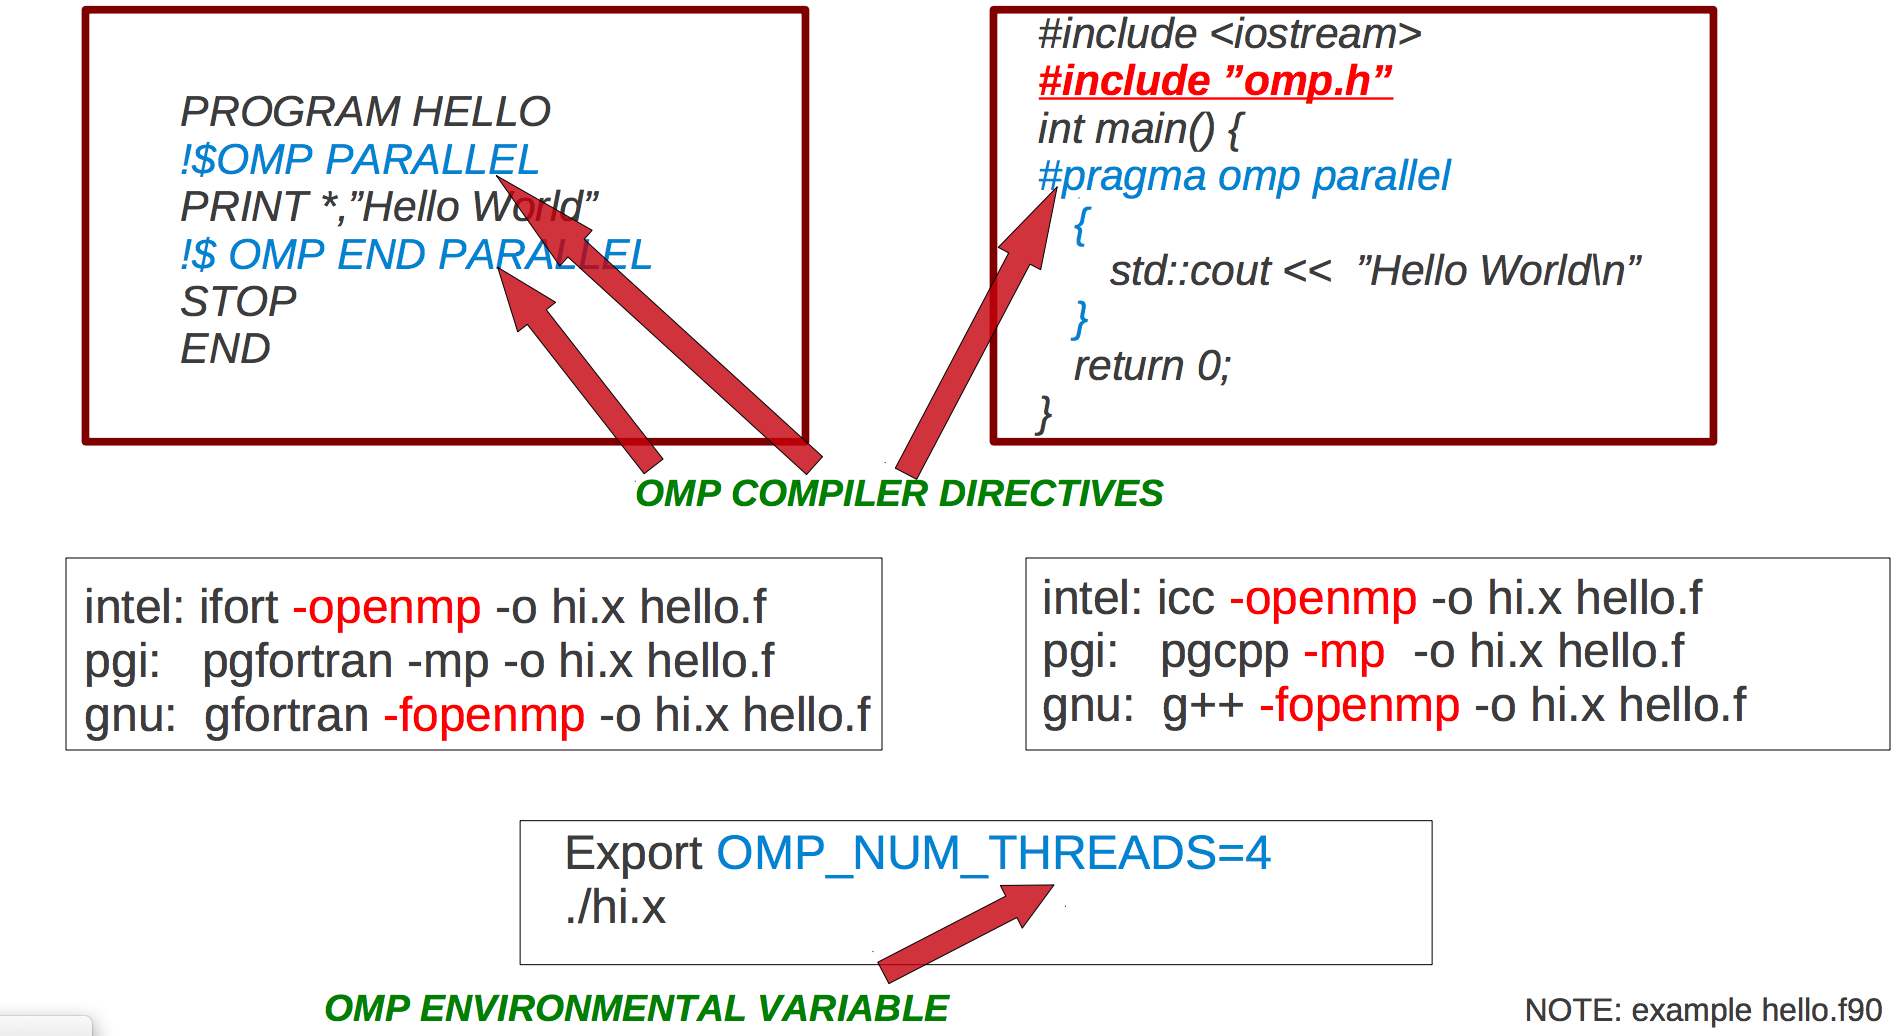 PROGRAM HELLO
!$OMP PARALLEL
PRINT *,”Hello World”
!$ OMP END PARALLEL
STOP
END
#include <iostream>
#include ”omp.h”
int main() {
#pragma omp parallel
{
std::cout << ”Hello World\n”
}
return 0;
}
OMP COMPILER DIRECTIVES
intel: ifort -openmp -o hi.x hello.f
pgi: pgfortran -mp -o hi.x hello.f
gnu: gfortran -fopenmp -o hi.x hello.f
intel: icc -openmp -o hi.x hello.f
pgi: pgcpp -mp -o hi.x hello.f
gnu: g++ -fopenmp -o hi.x hello.f
Export OMP_NUM_THREADS=4
./hi.x
OMP ENVIRONMENTAL VARIABLE
NOTE: example hello.f90